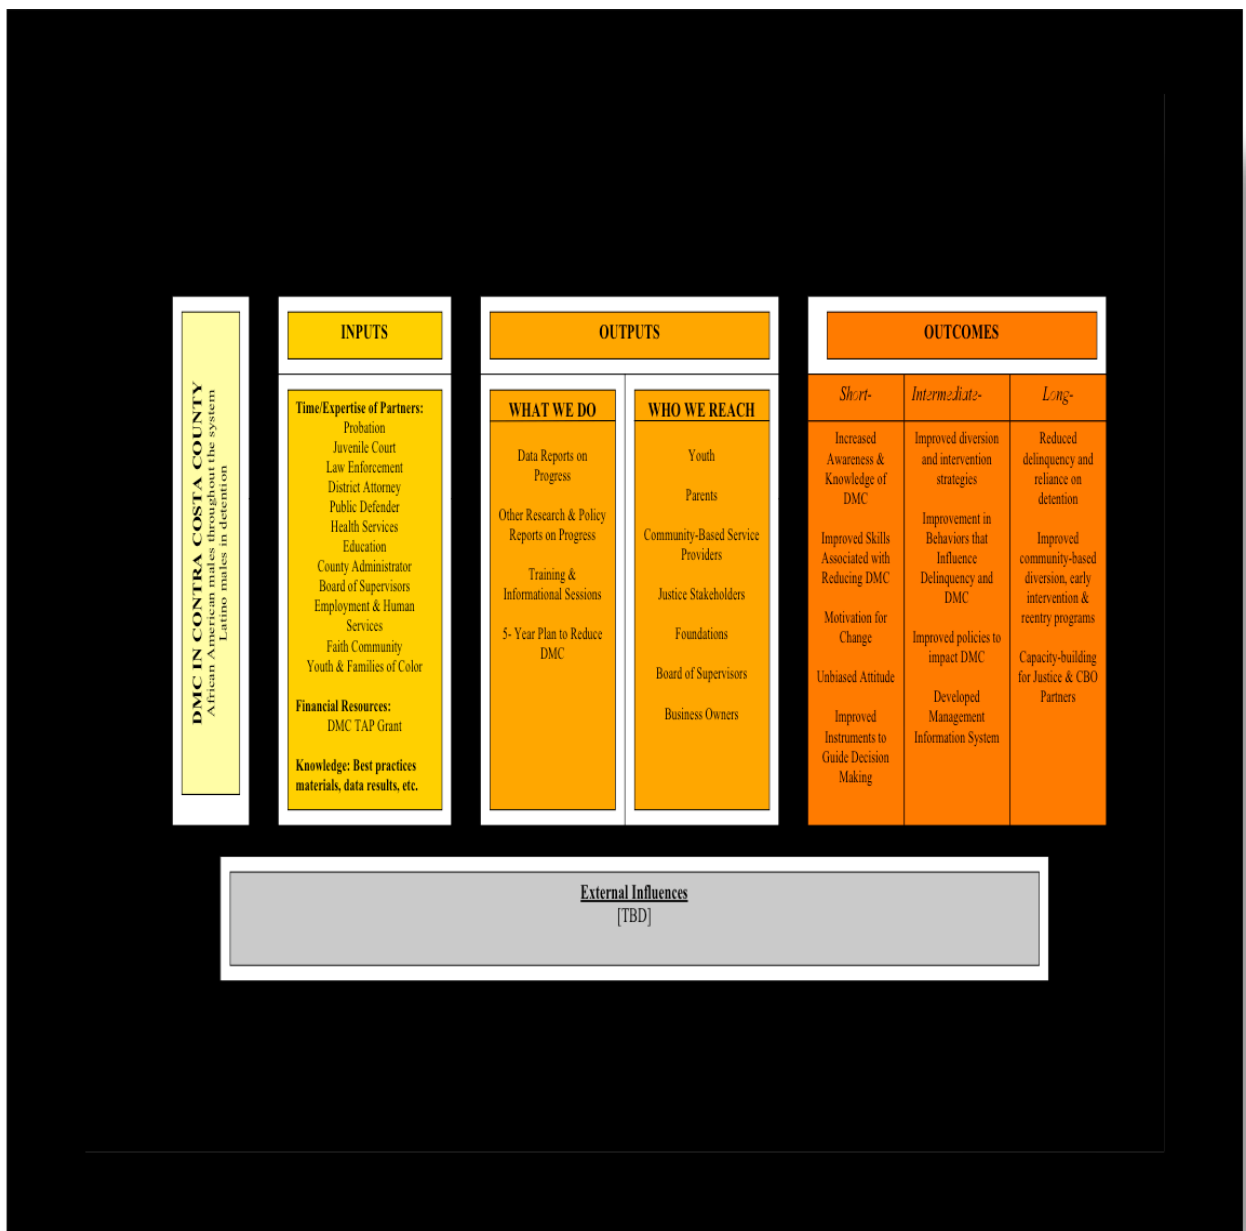 DMC IN CONTRA COSTA COUNTY
African American males throughout the system
Latino males in detention
INPUTS
Time/Expertise of Partners:
Probation
Juvenile Court
Law Enforcement
District Attorney
Public Defender
Health Services
Education
County Administrator
Board of Supervisors
Employment & Human
Services
Faith Community
Youth & Families of Color
Financial Resources:
DMC TAP Grant
Knowledge: Best practices
materials, data results, etc.
OUTPUTS
WHAT WE DO
Data Reports on
Progress
Other Research & Policy
Reports on Progress
Training &
Informational Sessions
5- Year Plan to Reduce
DMC
WHO WE REACH
Youth
Parents
Community-Based Service
Providers
Justice Stakeholders
Foundations
Board of Supervisors
Business Owners
OUTCOMES
Short-
Increased
Awareness &
Knowledge of
DMC
Improved Skills
Associated with
Reducing DMC
Motivation for
Change
Unbiased Attitude
Improved
Instruments to
Guide Decision
Making
Intermediate-
Improved diversion
and intervention
strategies
Improvement in
Behaviors that
Influence
Delinquency and
DMC
Improved policies to
impact DMC
Developed
Management
Information System
Long-
Reduced
delinquency and
reliance on
detention
Improved
community-based
diversion, early
intervention &
reentry programs
Capacity-building
for Justice & CBO
Partners
External Influences
[TBD]